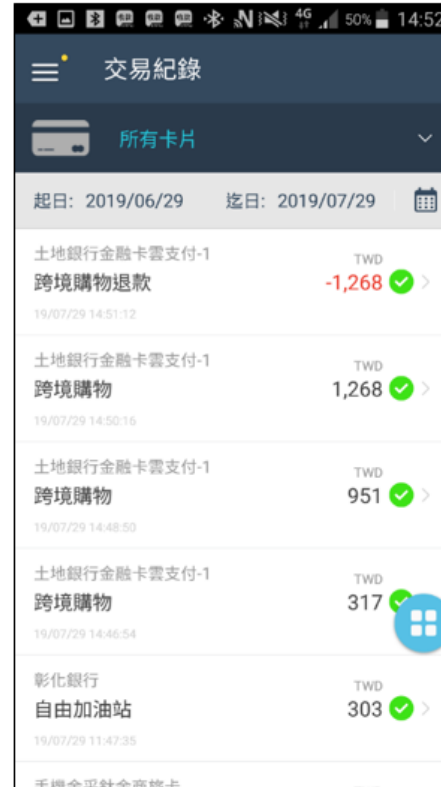 4G 50% 14:52
交易紀錄
所有卡片
起日: 2019/06/29 迄日: 2019/07/29
土地銀行金融卡雲支付-1
TWD
跨境購物退款
-1,268
19/07/29 14:51:12
土地銀行金融卡雲支付-1
TWD
跨境購物
1,268
19/07/29 14:50:16
土地銀行金融卡雲支付-1
TWD
跨境購物
951
19/07/29 14:48:50
土地銀行金融卡雲支付-1
TWD
跨境購物
317
19/07/29 14:46:54
彰化銀行
TWD
自由加油站
303
19/07/29 11:47:35